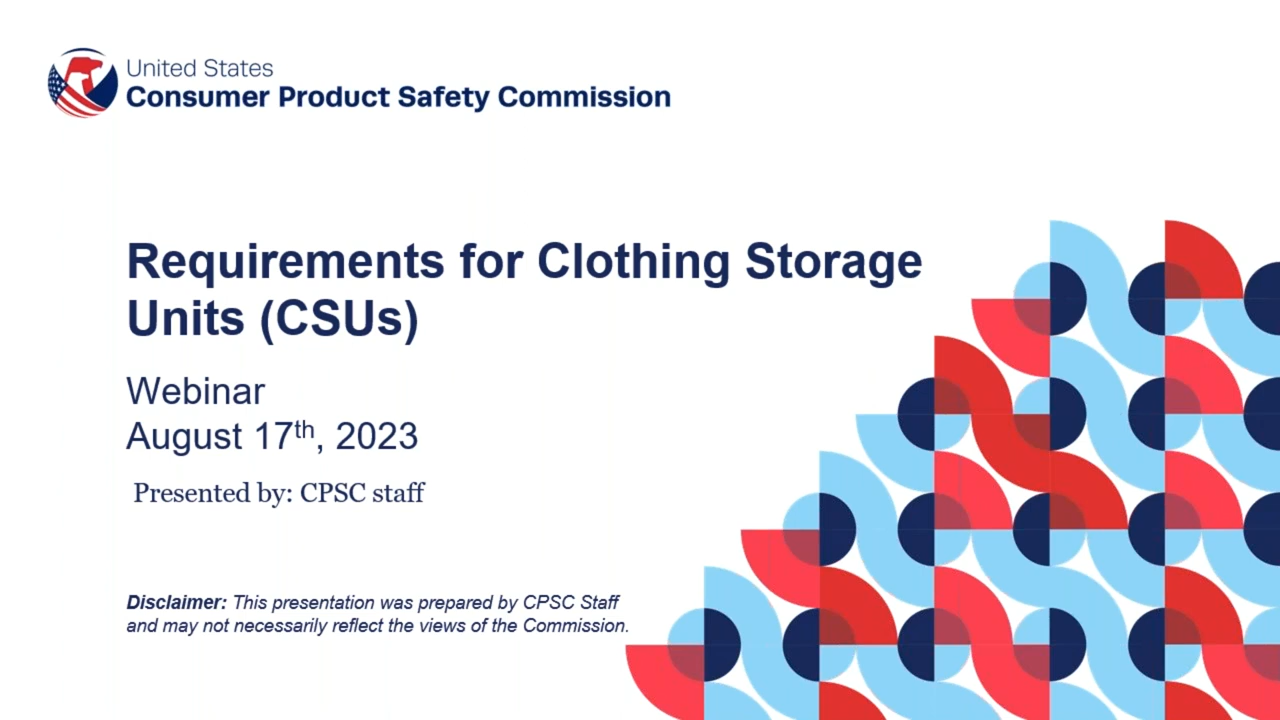 United States
Consumer Product Safety Commission
Requirements for Clothing Storage
Units (CSUs)
Webinar
August 17th, 2023
Presented by: CPSC staff
Disclaimer: This presentation was prepared by CPSC Staff
and may not necessarily reflect the views of the Commission.